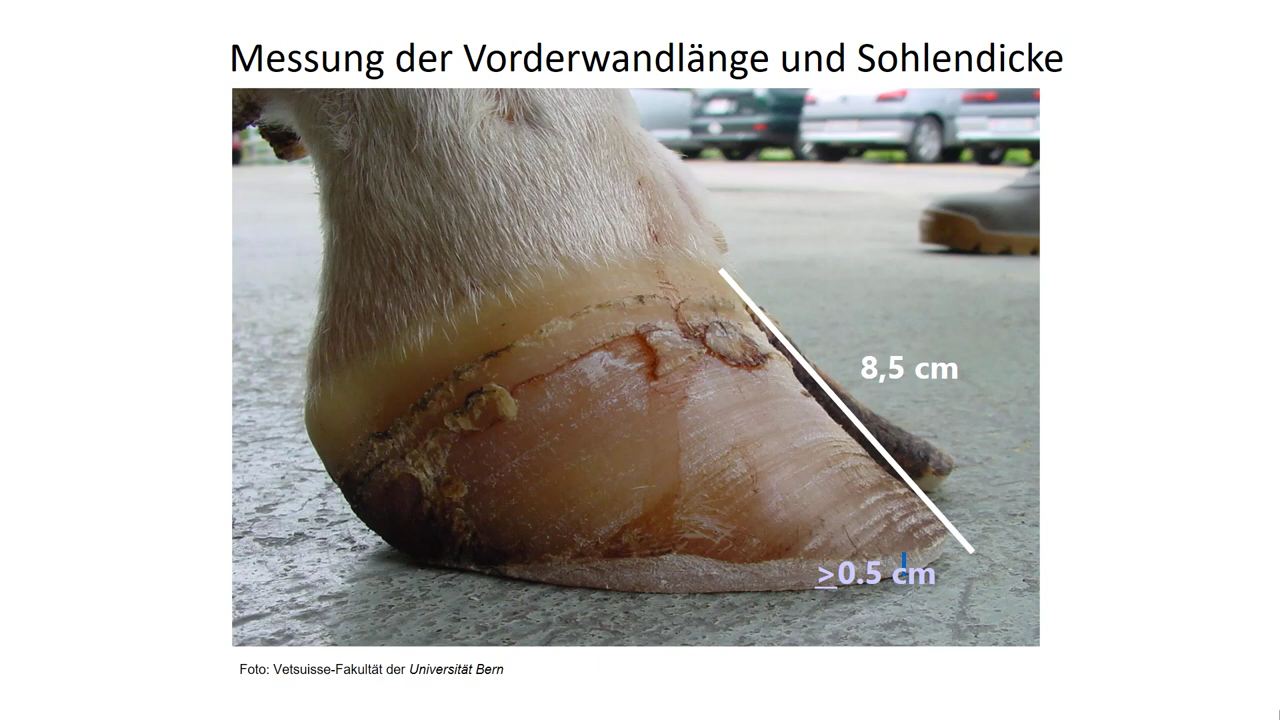 Messung der Vorderwandlänge und Sohlendicke
8,5 cm
≥0.5 cm
Foto: Vetsuisse-Fakultät der Universität Bern